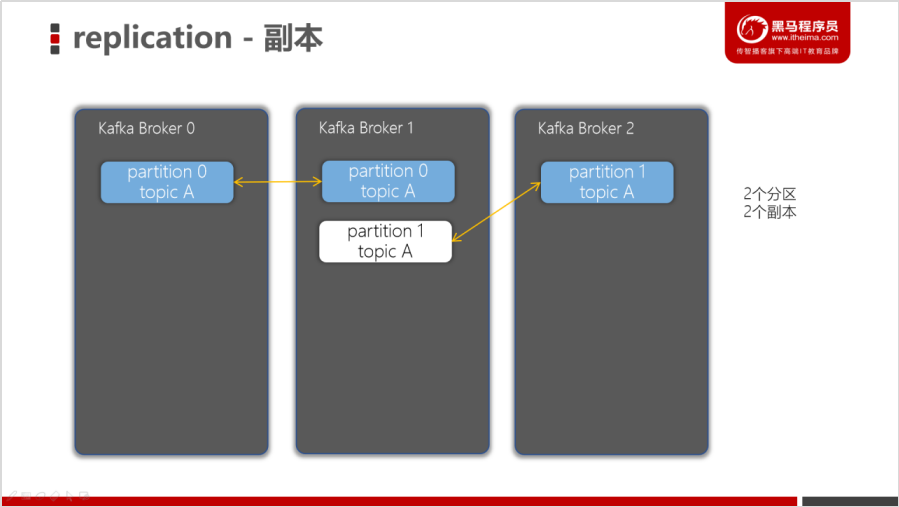 replication - 副本
黑马程序员
www.itheima.com
传智播客旗下高端IT教育品牌
Kafka Broker 0
partition 0
topic A
Kafka Broker 1
partition 0
topic A
partition 1
topic A
Kafka Broker 2
partition 1
topic A
2个分区
2个副本